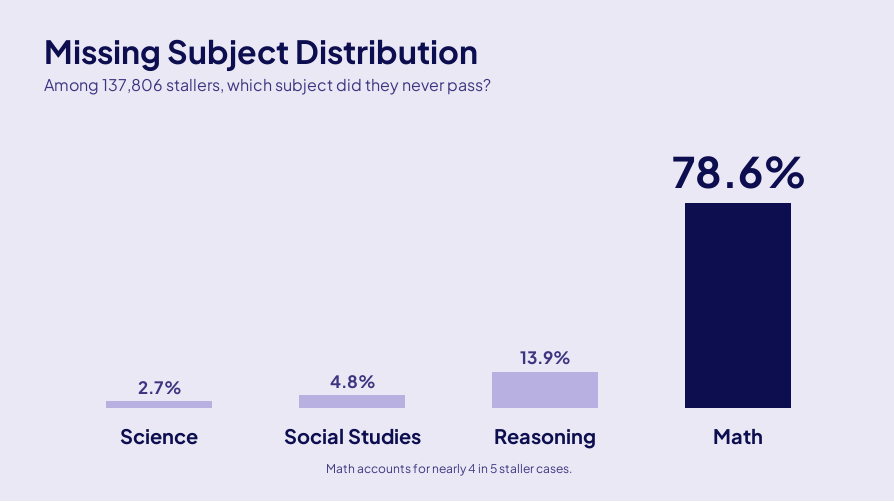 Missing Subject Distribution
Among 137,806 stallers, which subject did they never pass?
78.6%
13.9%
4.8%
2.7%
Science
Social Studies
Reasoning
Math
Math accounts for nearly 4 in 5 staller cases.